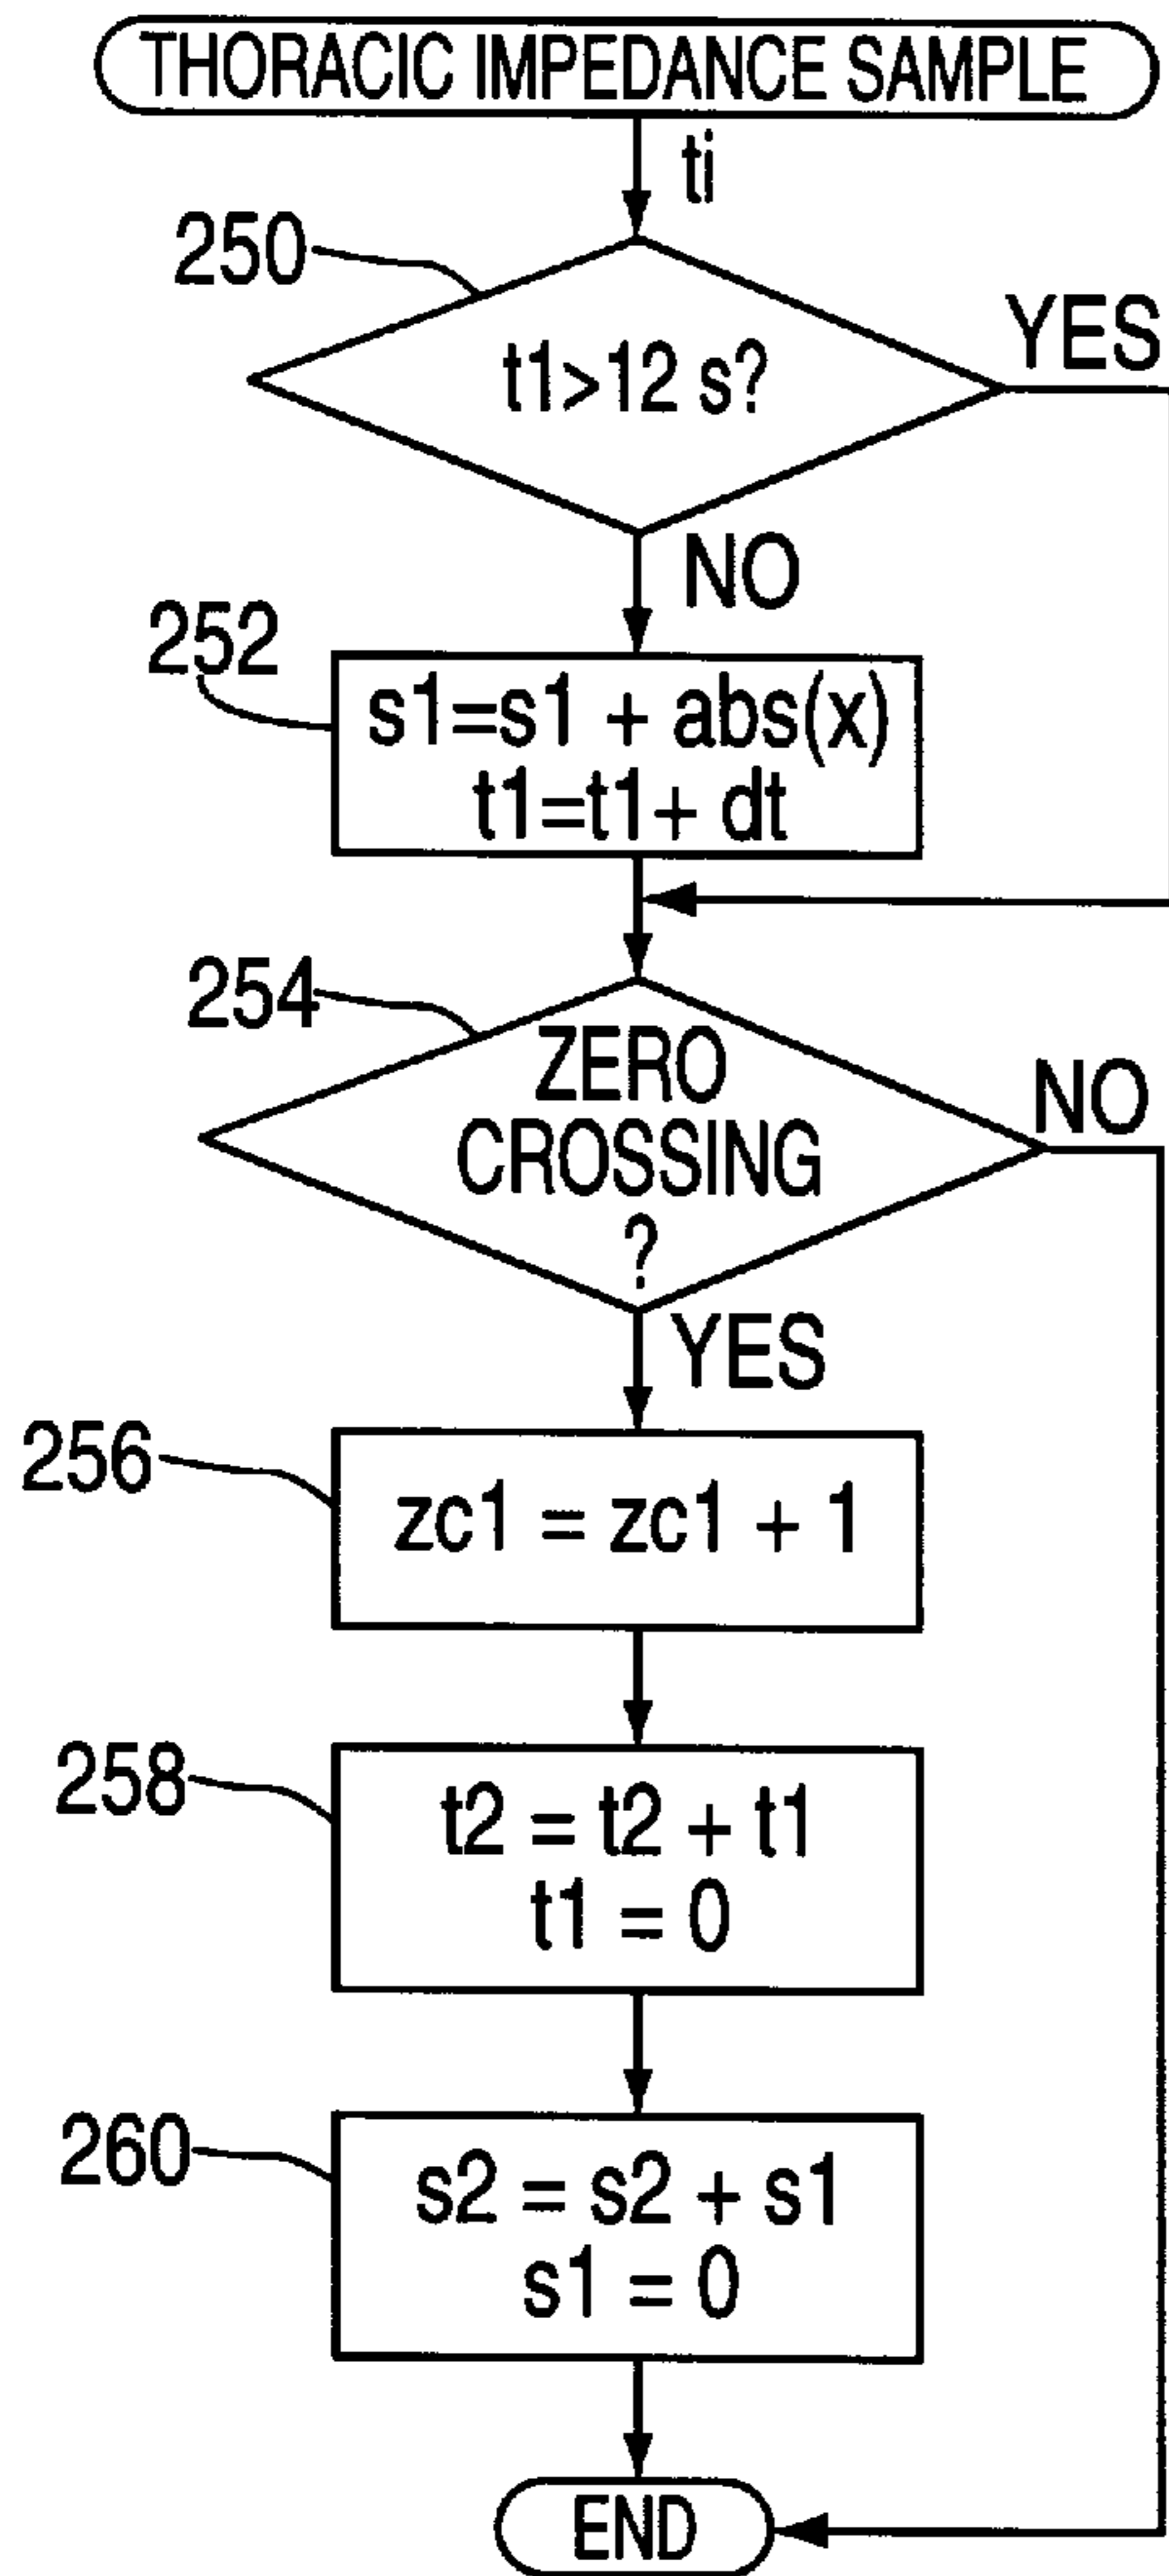 THORACIC IMPEDANCE SAMPLE
ti
250
t1>12 s?
YES
NO
252
s1=s1 + abs(x)
t1=t1+ dt
254
ZERO
CROSSING
?
NO
YES
256
zc1 = zc1 + 1
258
t2 = t2 + t1
t1 = 0
260
s2 = s2 + s1
s1 = 0
END